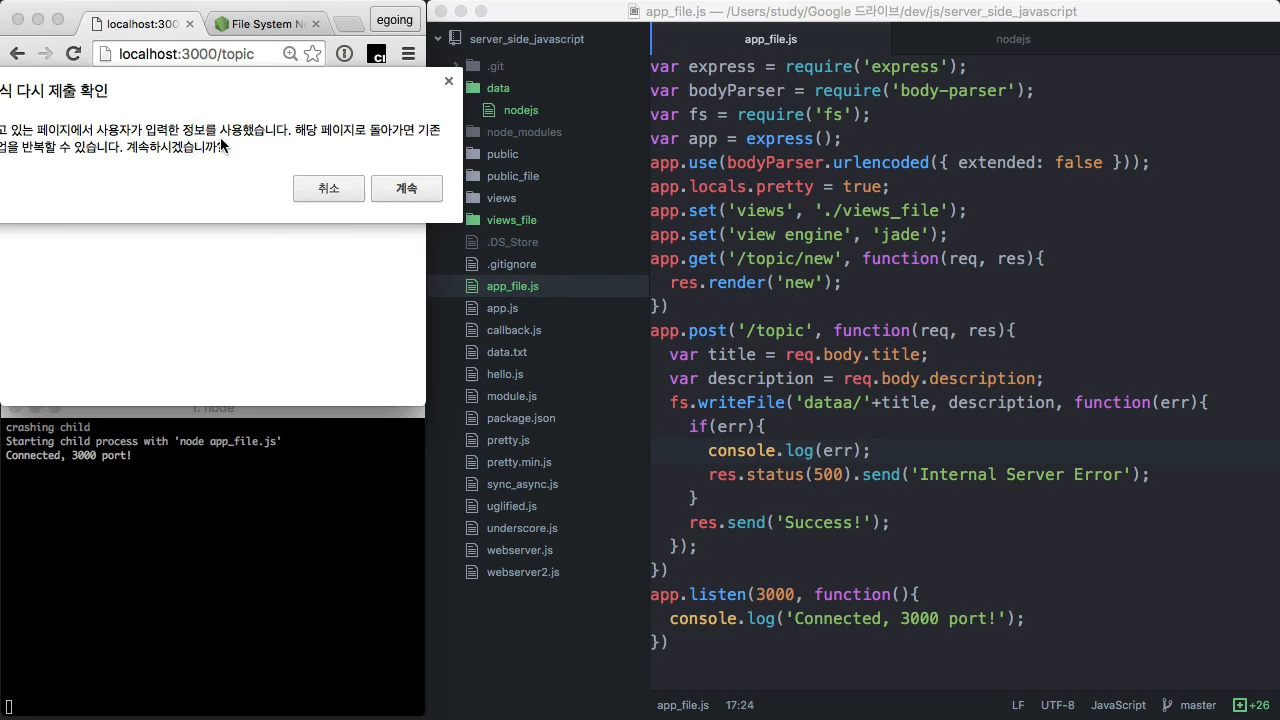 localhost:300
File System N
egoing
localhost:3000/topic
식 다시 제출 확인
고 있는 페이지에서 사용자가 입력한 정보를 사용했습니다. 해당 페이지로 돌아가면 기존
업을 반복할 수 있습니다. 계속하시겠습니까?
취소
계속
1. node
crashing child
Starting child process with 'node app_file.js'
Connected, 3000 port!
app_file.js — /Users/study/Google 드라이브/dev/js/server_side_javascript
server_side_javascript
.git
data
nodejs
node_modules
public
public_file
views
views_file
.DS_Store
.gitignore
app_file.js
app.js
callback.js
data.txt
hello.js
module.js
package.json
pretty.js
pretty.min.js
sync_async.js
uglified.js
underscore.js
webserver.js
webserver2.js
app_file.js
nodejs
var express = require('express');
var bodyParser = require('body-parser');
var fs = require('fs');
var app = express();
app.use(bodyParser.urlencoded({ extended: false }));
app.locals.pretty = true;
app.set('views', './views_file');
app.set('view engine', 'jade');
app.get('/topic/new', function(req, res){
  res.render('new');
})
app.post('/topic', function(req, res){
  var title = req.body.title;
  var description = req.body.description;
  fs.writeFile('dataa/'+title, description, function(err){
    if(err){
      console.log(err);
      res.status(500).send('Internal Server Error');
    }
    res.send('Success!');
  });
})
app.listen(3000, function(){
  console.log('Connected, 3000 port!');
})
app_file.js
17:24
LF
UTF-8
JavaScript
master
+26